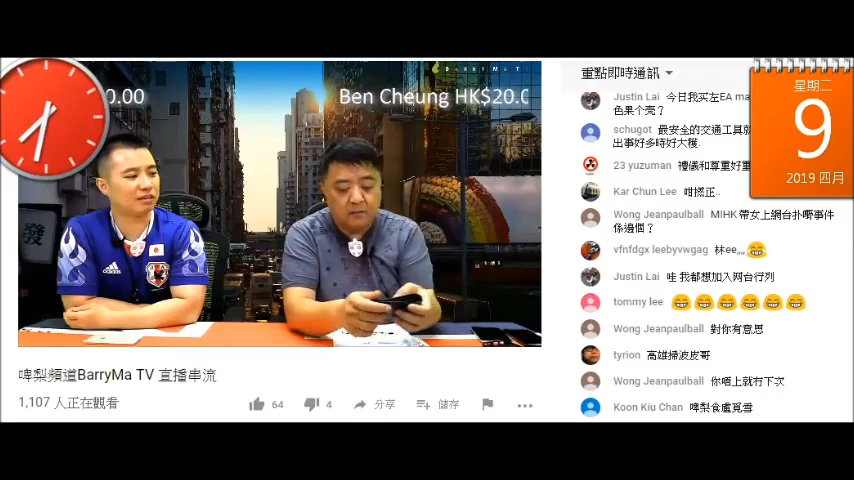 0.00
Ben Cheung HK$20.0
BARRYMAT
發
adidas
啤梨頻道BarryMa TV 直播串流
1,107 人正在觀看
64
4
分享
儲存
重點即時通訊
Justin Lai 今日我买左EA ma
色果个壳？
schugot 最安全的交通工具就
出事好多時好大穫.
23 yuzuman 禮儀和尊重好重
Kar Chun Lee 咁㩒正..
Wong Jeanpaulball MIHK 帶女上網台扑嘢事件
係邊個？
vfnfdgx leebyvwgag 林ee,,,,
Justin Lai 哇 我都想加入网台行列
tommy lee
Wong Jeanpaulball 對你有意思
tyrion 高雄掃波皮哥
Wong Jeanpaulball 你唔上就冇下次
Koon Kiu Chan 啤梨食盧覓雪
星期二
9
2019 四月